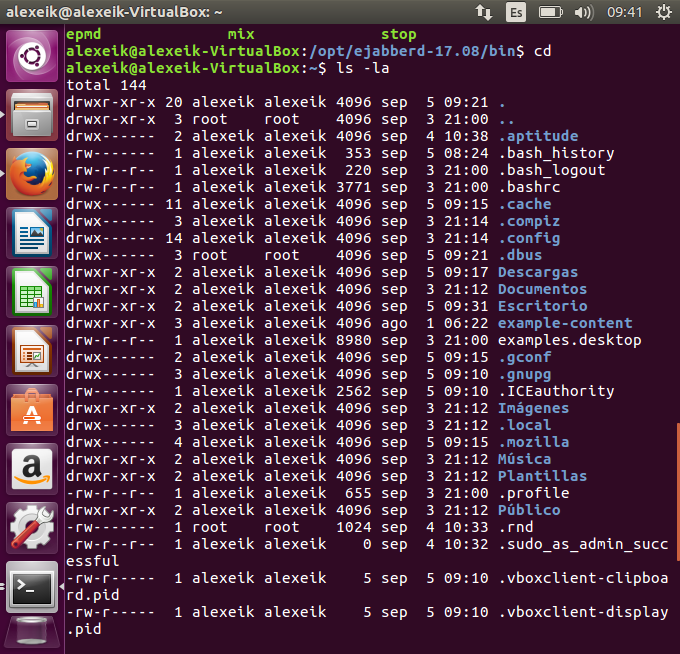 alexeik@alexeik-VirtualBox: ~ Es 09:41
epmd mix stop
alexeik@alexeik-VirtualBox:/opt/ejabberd-17.08/bin$ cd
alexeik@alexeik-VirtualBox:~$ ls -la
total 144
drwxr-xr-x 20 alexeik alexeik 4096 sep 5 09:21 .
drwxr-xr-x 3 root root 4096 sep 3 21:00 ..
drwx------ 2 alexeik alexeik 4096 sep 4 10:38 .aptitude
-rw------- 1 alexeik alexeik 353 sep 5 08:24 .bash_history
-rw-r--r-- 1 alexeik alexeik 220 sep 3 21:00 .bash_logout
-rw-r--r-- 1 alexeik alexeik 3771 sep 3 21:00 .bashrc
drwx------ 11 alexeik alexeik 4096 sep 5 09:15 .cache
drwx------ 3 alexeik alexeik 4096 sep 3 21:14 .compiz
drwx------ 14 alexeik alexeik 4096 sep 3 21:14 .config
drwx------ 3 root root 4096 sep 5 09:21 .dbus
drwxr-xr-x 2 alexeik alexeik 4096 sep 5 09:17 Descargas
drwxr-xr-x 2 alexeik alexeik 4096 sep 3 21:12 Documentos
drwxr-xr-x 2 alexeik alexeik 4096 sep 5 09:31 Escritorio
drwxr-xr-x 3 alexeik alexeik 4096 ago 1 06:22 example-content
-rw-r--r-- 1 alexeik alexeik 8980 sep 3 21:00 examples.desktop
drwx------ 2 alexeik alexeik 4096 sep 5 09:15 .gconf
drwx------ 3 alexeik alexeik 4096 sep 5 09:10 .gnupg
-rw------- 1 alexeik alexeik 2562 sep 5 09:10 .ICEauthority
drwxr-xr-x 2 alexeik alexeik 4096 sep 3 21:12 Imágenes
drwx------ 3 alexeik alexeik 4096 sep 3 21:12 .local
drwx------ 4 alexeik alexeik 4096 sep 5 09:15 .mozilla
drwxr-xr-x 2 alexeik alexeik 4096 sep 3 21:12 Música
drwxr-xr-x 2 alexeik alexeik 4096 sep 3 21:12 Plantillas
-rw-r--r-- 1 alexeik alexeik 655 sep 3 21:00 .profile
drwxr-xr-x 2 alexeik alexeik 4096 sep 3 21:12 Público
-rw------- 1 root root 1024 sep 4 10:33 .rnd
-rw-r--r-- 1 alexeik alexeik 0 sep 4 10:32 .sudo_as_admin_succ
essful
-rw-r----- 1 alexeik alexeik 5 sep 5 09:10 .vboxclient-clipboa
rd.pid
-rw-r----- 1 alexeik alexeik 5 sep 5 09:10 .vboxclient-display
.pid